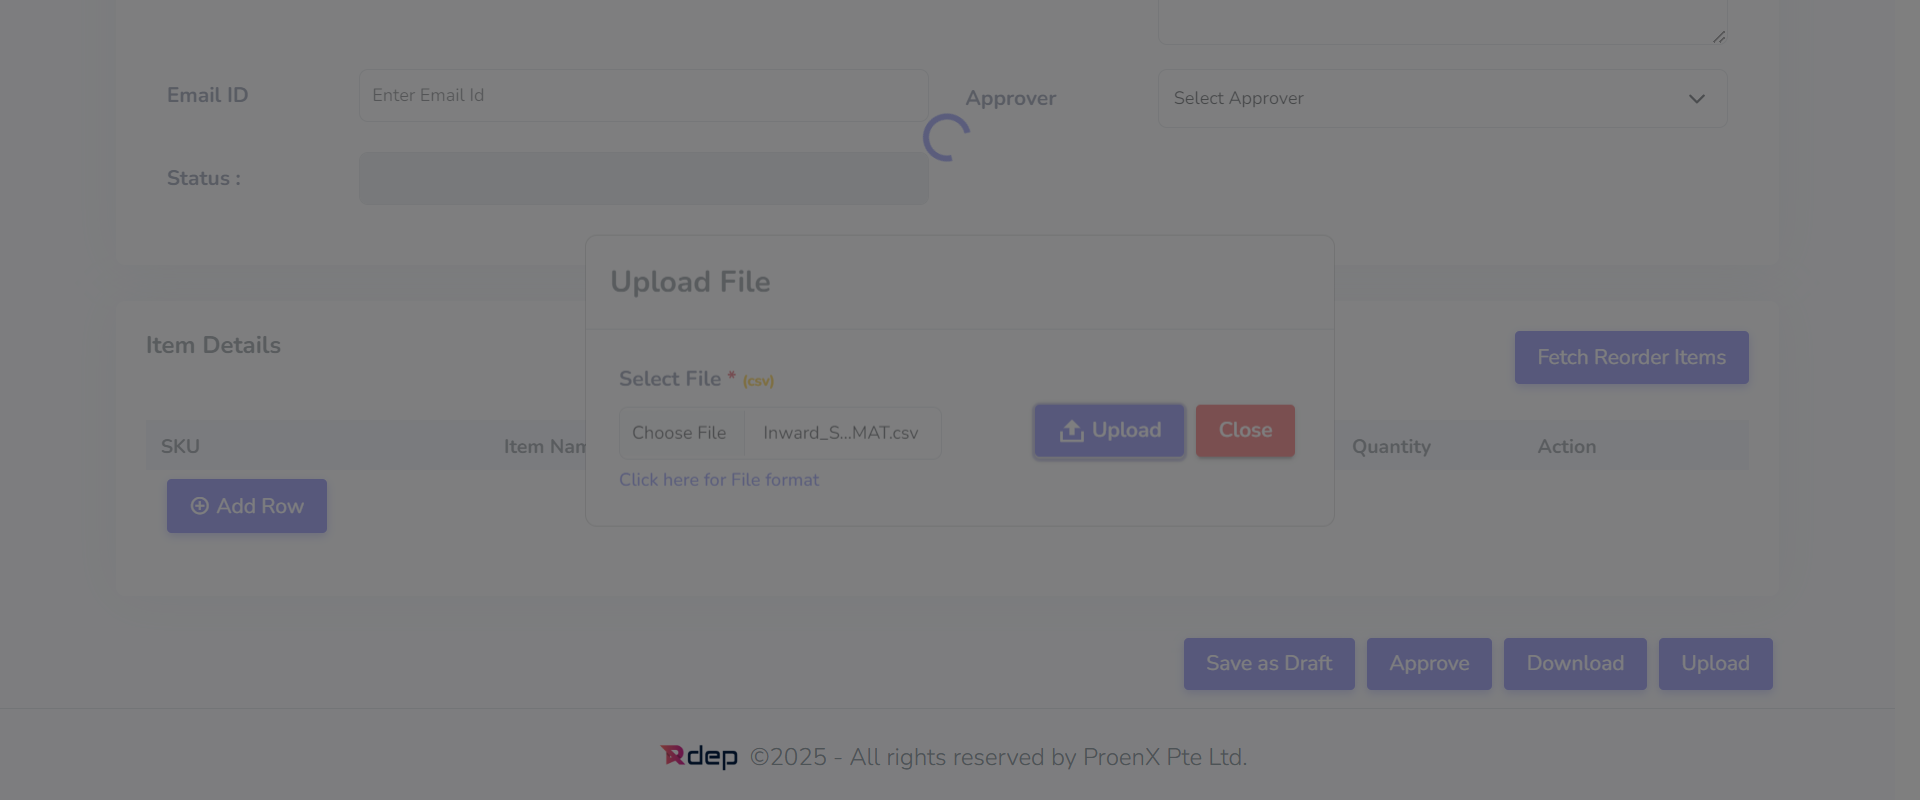 Email ID
Enter Email Id
Approver
Select Approver
Status :
Upload File
Item Details
Fetch Reorder Items
Select File * (csv)
Choose File
Inward_S...MAT.csv
Upload
Close
Click here for File format
SKU
Item Nam
Quantity
Action
Add Row
Save as Draft
Approve
Download
Upload
Rdep ©2025 - All rights reserved by ProenX Pte Ltd.